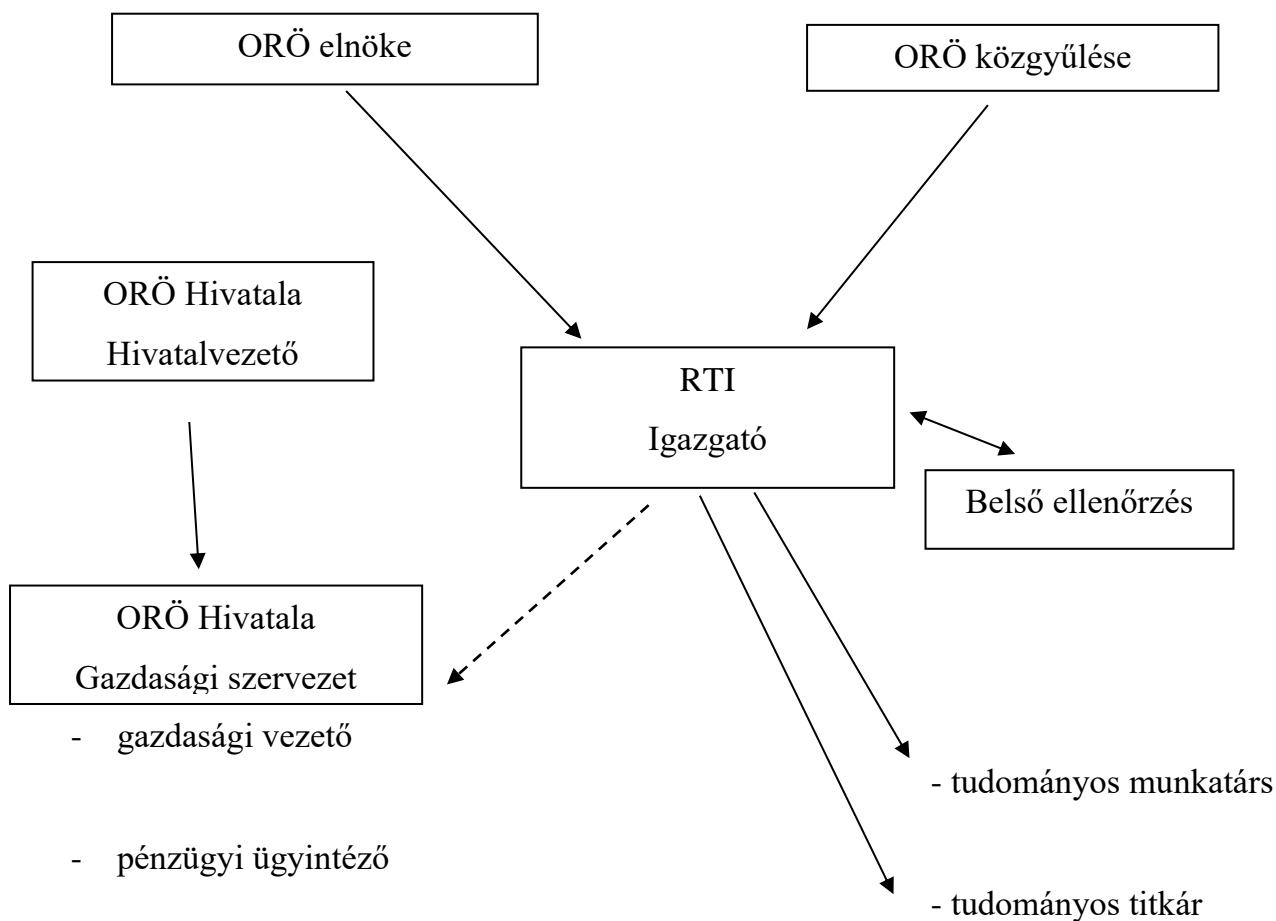 ORÖ elnöke
ORÖ közgyűlése
ORÖ Hivatala
Hivatalvezető
RTI
Igazgató
Belső ellenőrzés
ORÖ Hivatala
Gazdasági szervezet
- gazdasági vezető
- tudományos munkatárs
- pénzügyi ügyintéző
- tudományos titkár